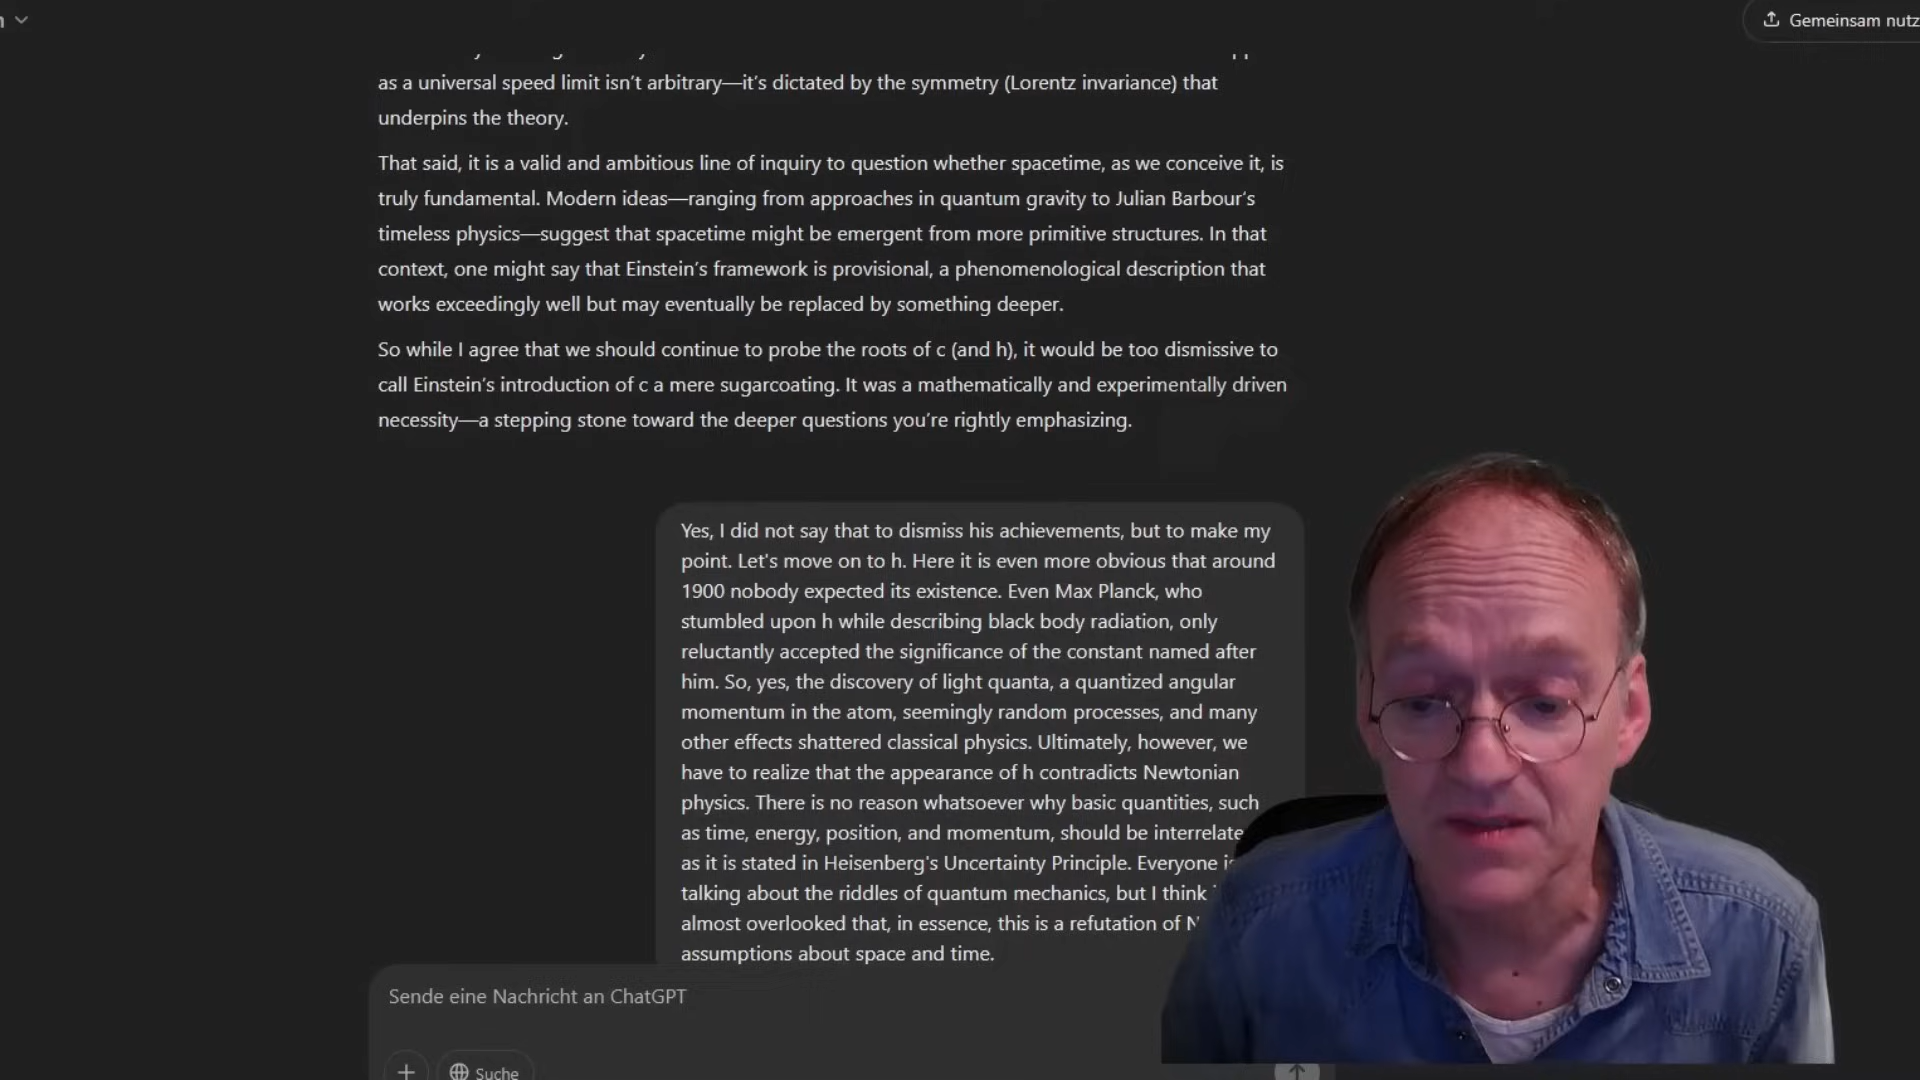 Gemeinsam nutz
as a universal speed limit isn't arbitrary—it's dictated by the symmetry (Lorentz invariance) that
underpins the theory.
That said, it is a valid and ambitious line of inquiry to question whether spacetime, as we conceive it, is
truly fundamental. Modern ideas—ranging from approaches in quantum gravity to Julian Barbour's
timeless physics—suggest that spacetime might be emergent from more primitive structures. In that
context, one might say that Einstein's framework is provisional, a phenomenological description that
works exceedingly well but may eventually be replaced by something deeper.
So while I agree that we should continue to probe the roots of c (and h), it would be too dismissive to
call Einstein's introduction of c a mere sugarcoating. It was a mathematically and experimentally driven
necessity—a stepping stone toward the deeper questions you're rightly emphasizing.
Yes, I did not say that to dismiss his achievements, but to make my
point. Let's move on to h. Here it is even more obvious that around
1900 nobody expected its existence. Even Max Planck, who
stumbled upon h while describing black body radiation, only
reluctantly accepted the significance of the constant named after
him. So, yes, the discovery of light quanta, a quantized angular
momentum in the atom, seemingly random processes, and many
other effects shattered classical physics. Ultimately, however, we
have to realize that the appearance of h contradicts Newtonian
physics. There is no reason whatsoever why basic quantities, such
as time, energy, position, and momentum, should be interrelate
as it is stated in Heisenberg's Uncertainty Principle. Everyone
talking about the riddles of quantum mechanics, but I think
almost overlooked that, in essence, this is a refutation of
assumptions about space and time.
Sende eine Nachricht an ChatGPT
Suche